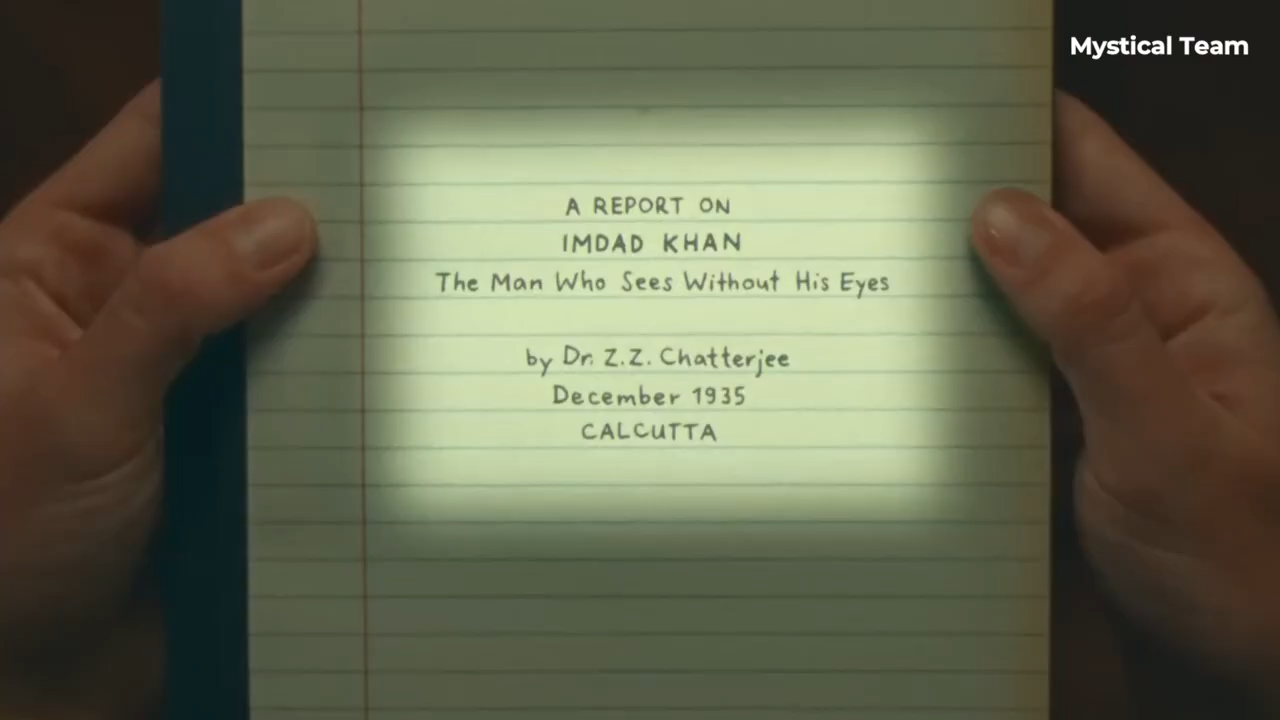 Mystical Team
A REPORT ON
IMDAD KHAN
The Man Who Sees Without His Eyes
by Dr. Z.Z. Chatterjee
December 1935
CALCUTTA